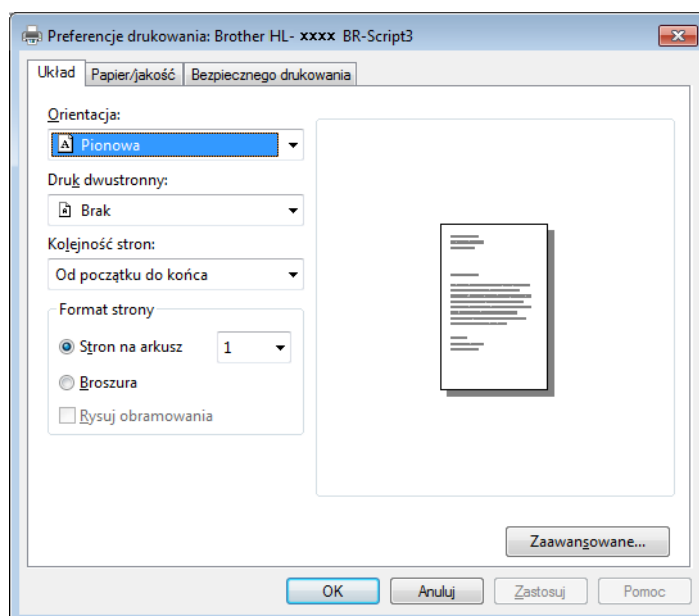 Preferencje drukowania: Brother HL- xxxx BR-Script3
Układ Papier/jakość Bezpiecznego drukowania
Orientacja:
A Pionowa
Druk dwustronny:
A Brak
Kolejność stron:
Od początku do końca
Format strony
Stron na arkusz 1
Broszura
Rysuj obramowania
Zaawansowane...
OK Anuluj Zastosuj Pomoc